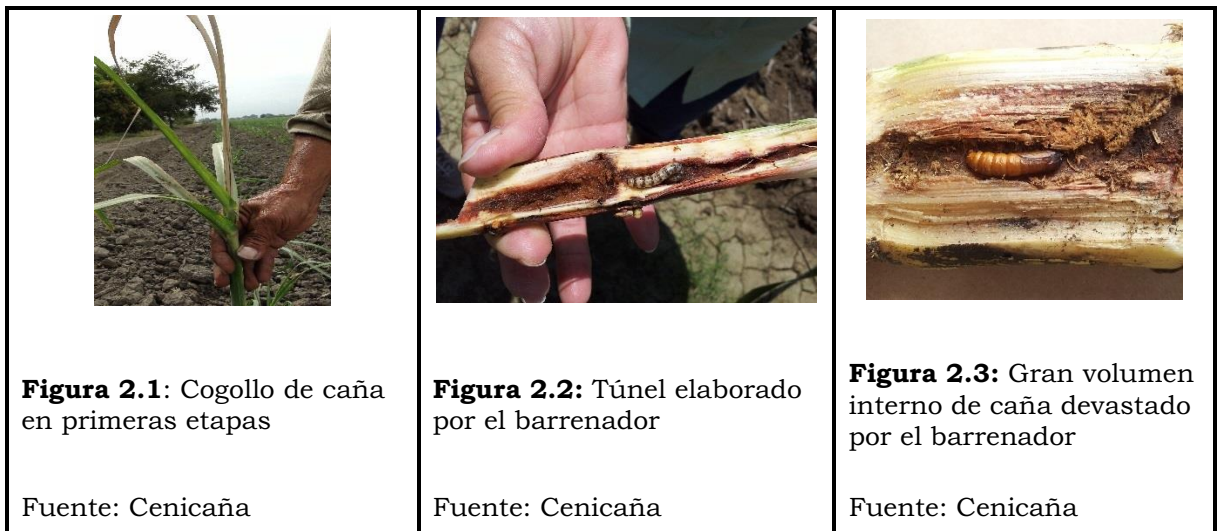 Figura 2.1: Cogollo de caña
en primeras etapas
Fuente: Cenicaña
Figura 2.2: Túnel elaborado
por el barrenador
Fuente: Cenicaña
Figura 2.3: Gran volumen
interno de caña devastado
por el barrenador
Fuente: Cenicaña